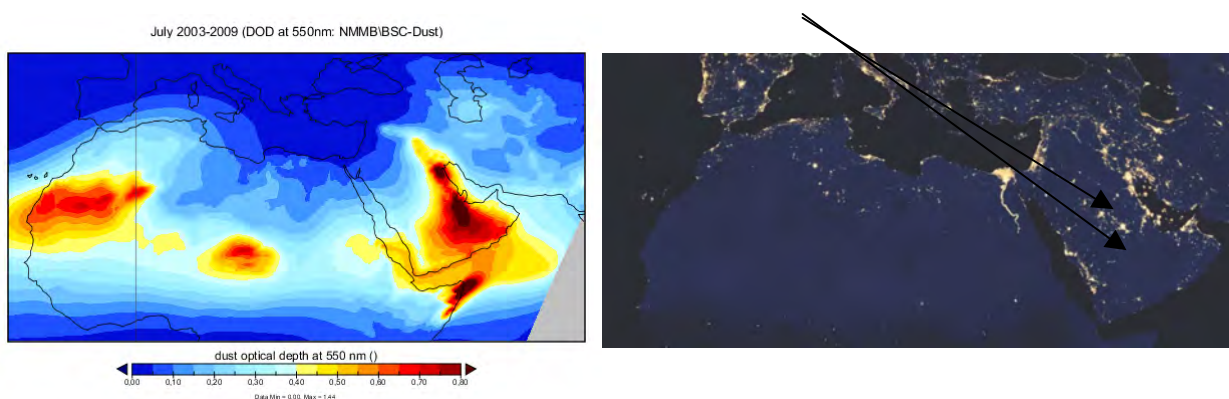 July 2003-2009 (DOD at 550nm: NMMB\BSC-Dust)
dust optical depth at 550 nm ()
0,00 0,10 0,20 0,30 0,40 0,50 0,60 0,70 0,80
Data Min = 0.00, Max = 1.44